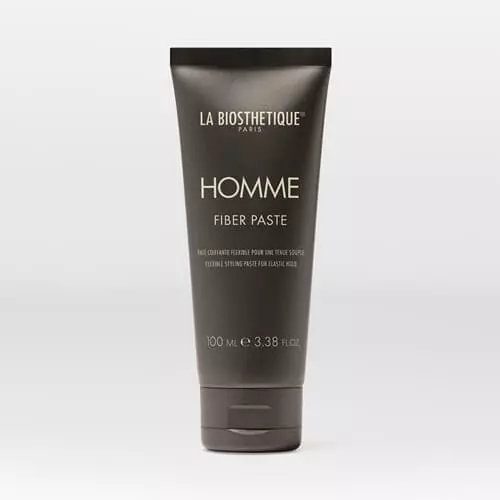 LA BIOSTHETIQUE®
PARIS
HOMME
FIBER PASTE
PATE COIFFANTE FLEXIBLE POUR UNE TENUE SOUPLE
FLEXIBLE STYLING PASTE FOR ELASTIC HOLD
100 ML ℮ 3.38 FL.OZ.